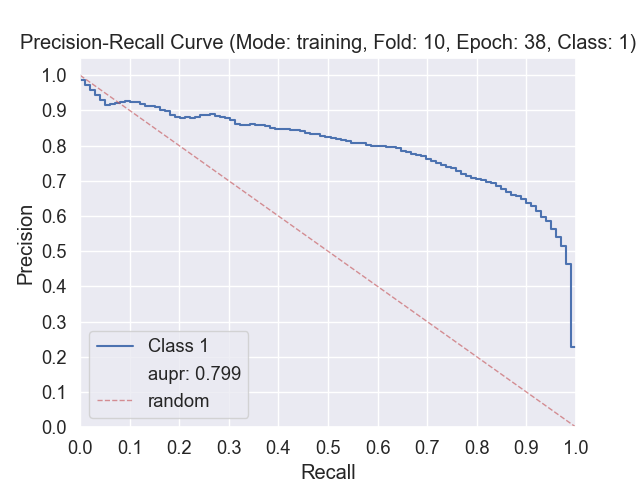 Precision-Recall Curve (Mode: training, Fold: 10, Epoch: 38, Class: 1)
1.0
0.9
0.8
0.7
0.6
0.5
0.4
0.3
0.2
0.1
0.0
Precision
Class 1
aupr: 0.799
random
0.0 0.1 0.2 0.3 0.4 0.5 0.6 0.7 0.8 0.9 1.0
Recall